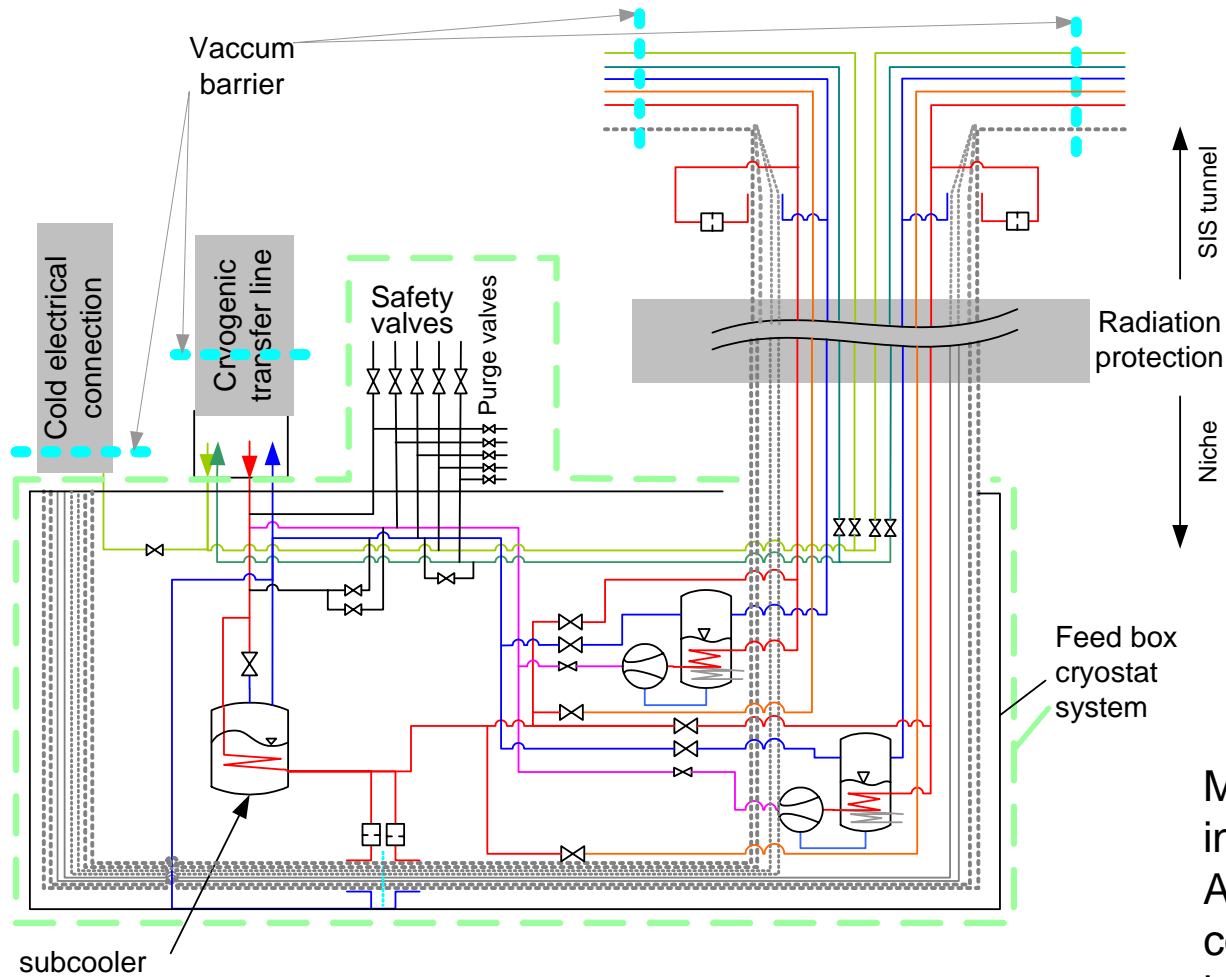 Vaccum
barrier
SIS tunnel
Cold electrical
connection
Cryogenic
transfer line
Safety
valves
Purge valves
Radiation
protection
Niche
Feed box
cryostat
system
subcooler